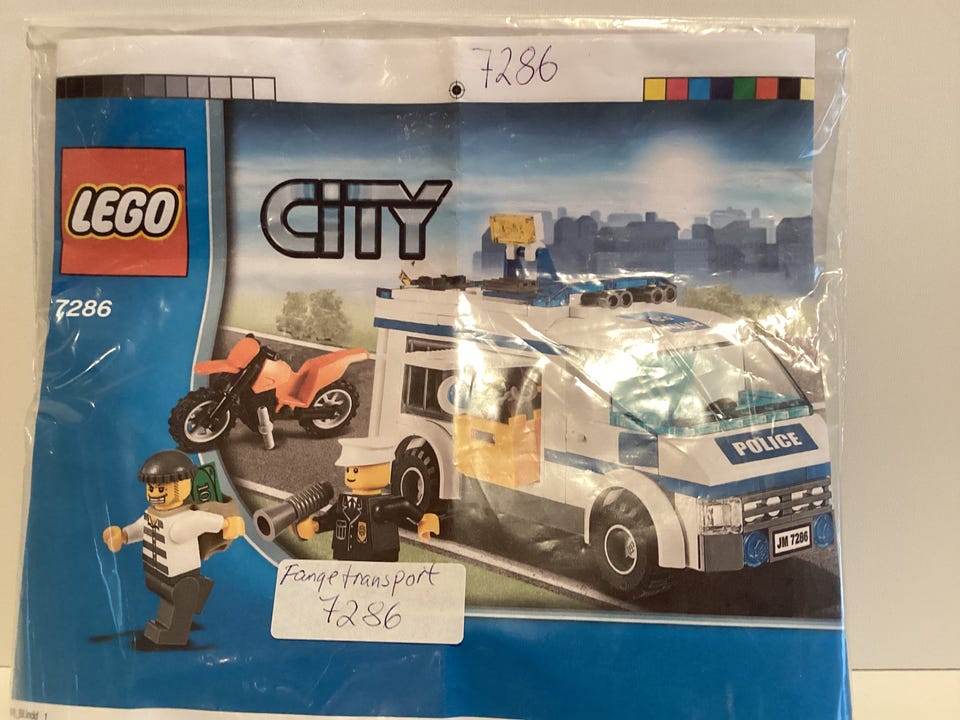 7286
LEGO
CITY
7286
POLICE
JM 7286
Fangetransport
7286